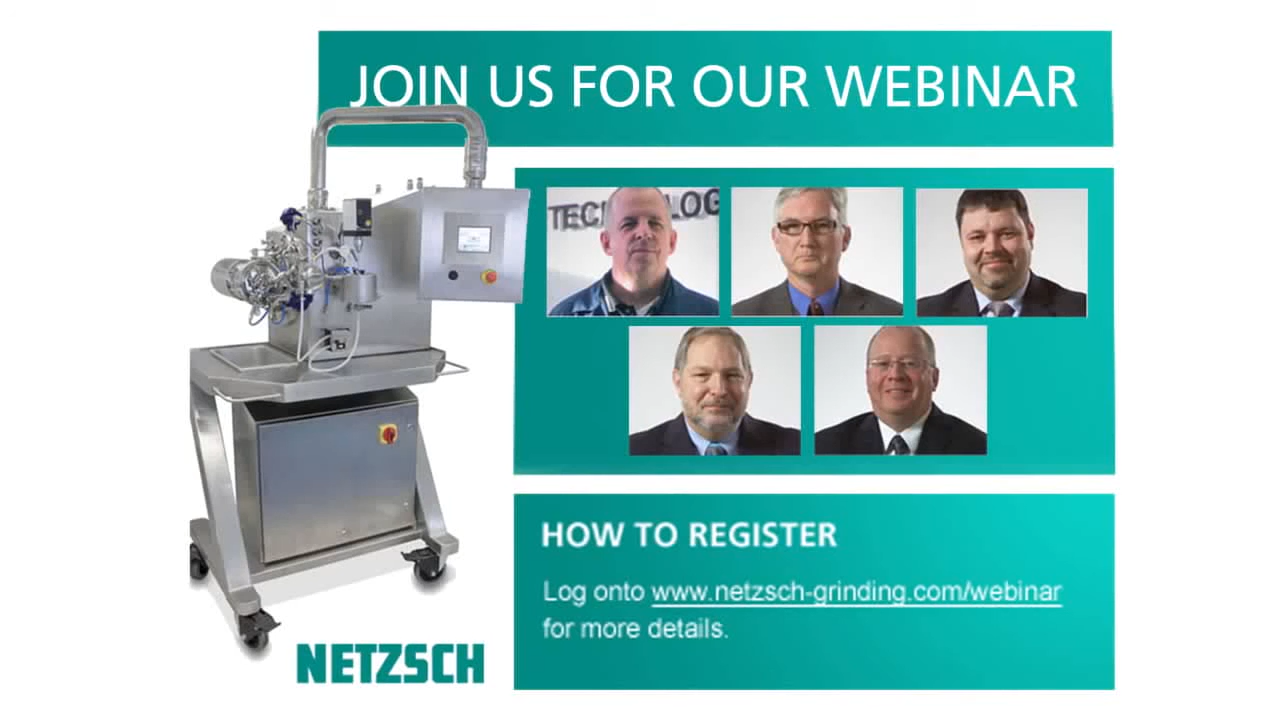 JOIN US FOR OUR WEBINAR
HOW TO REGISTER
Log onto www.netzsch-grinding.com/webinar
for more details.
NETZSCH